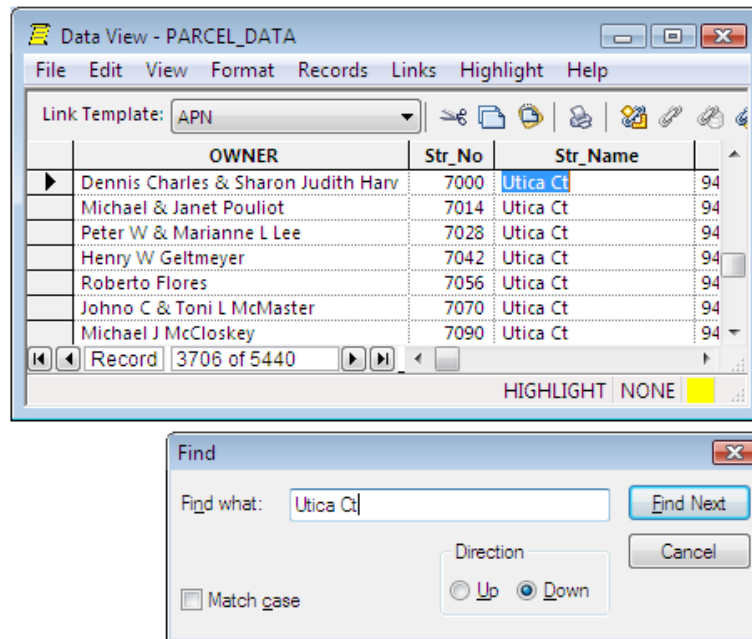 Data View - PARCEL_DATA
File Edit View Format Records Links Highlight Help
Link Template: APN
OWNER Str_No Str_Name
Dennis Charles & Sharon Judith Harv 7000 Utica Ct 94
Michael & Janet Pouliot 7014 Utica Ct 94
Peter W & Marianne L Lee 7028 Utica Ct 94
Henry W Geltmeyer 7042 Utica Ct 94
Roberto Flores 7056 Utica Ct 94
Johno C & Toni L McMaster 7070 Utica Ct 94
Michael J McCloskey 7090 Utica Ct 94
Record 3706 of 5440
HIGHLIGHT NONE
Find
Find what: Utica Ct Find Next
Direction Cancel
Match case Up Down